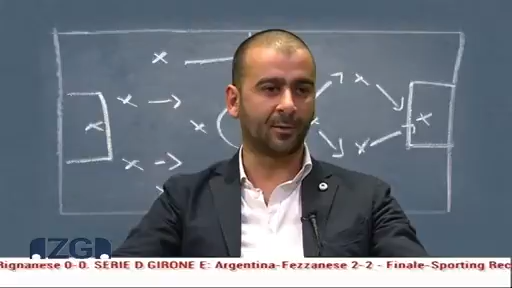 ZG
Rignanese 0-0. SERIE D GIRONE E: Argentina-Fezzanese 2-2 - Finale-Sporting Rec